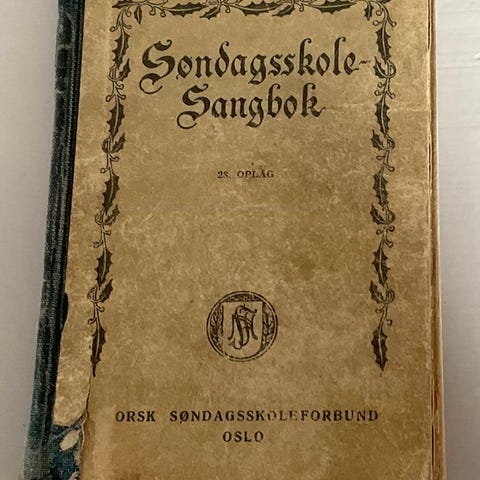 Søndagsskole-
Sangbok
28. OPLAG
ORSK SØNDAGSSKOLEFORBUND
OSLO